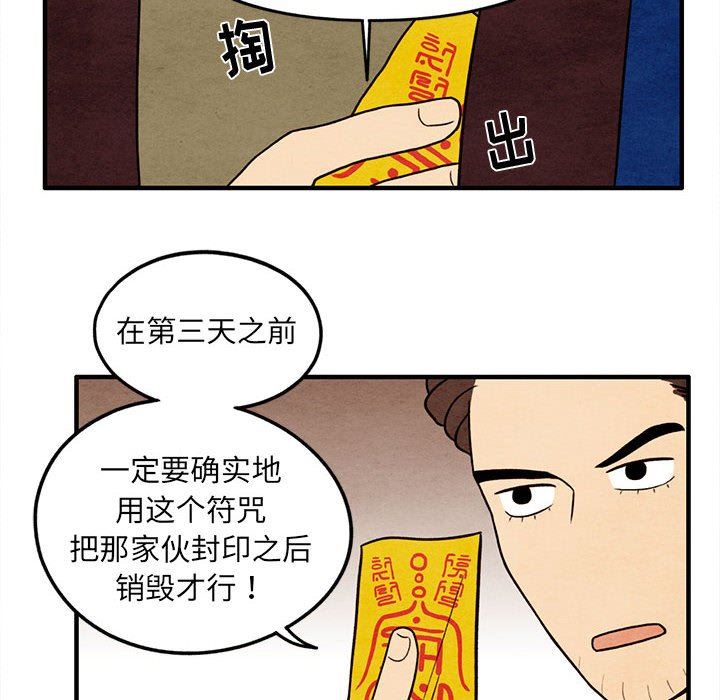 掏
出
在第三天之前
一定要确实地
用这个符咒
把那家伙封印之后
销毁才行！